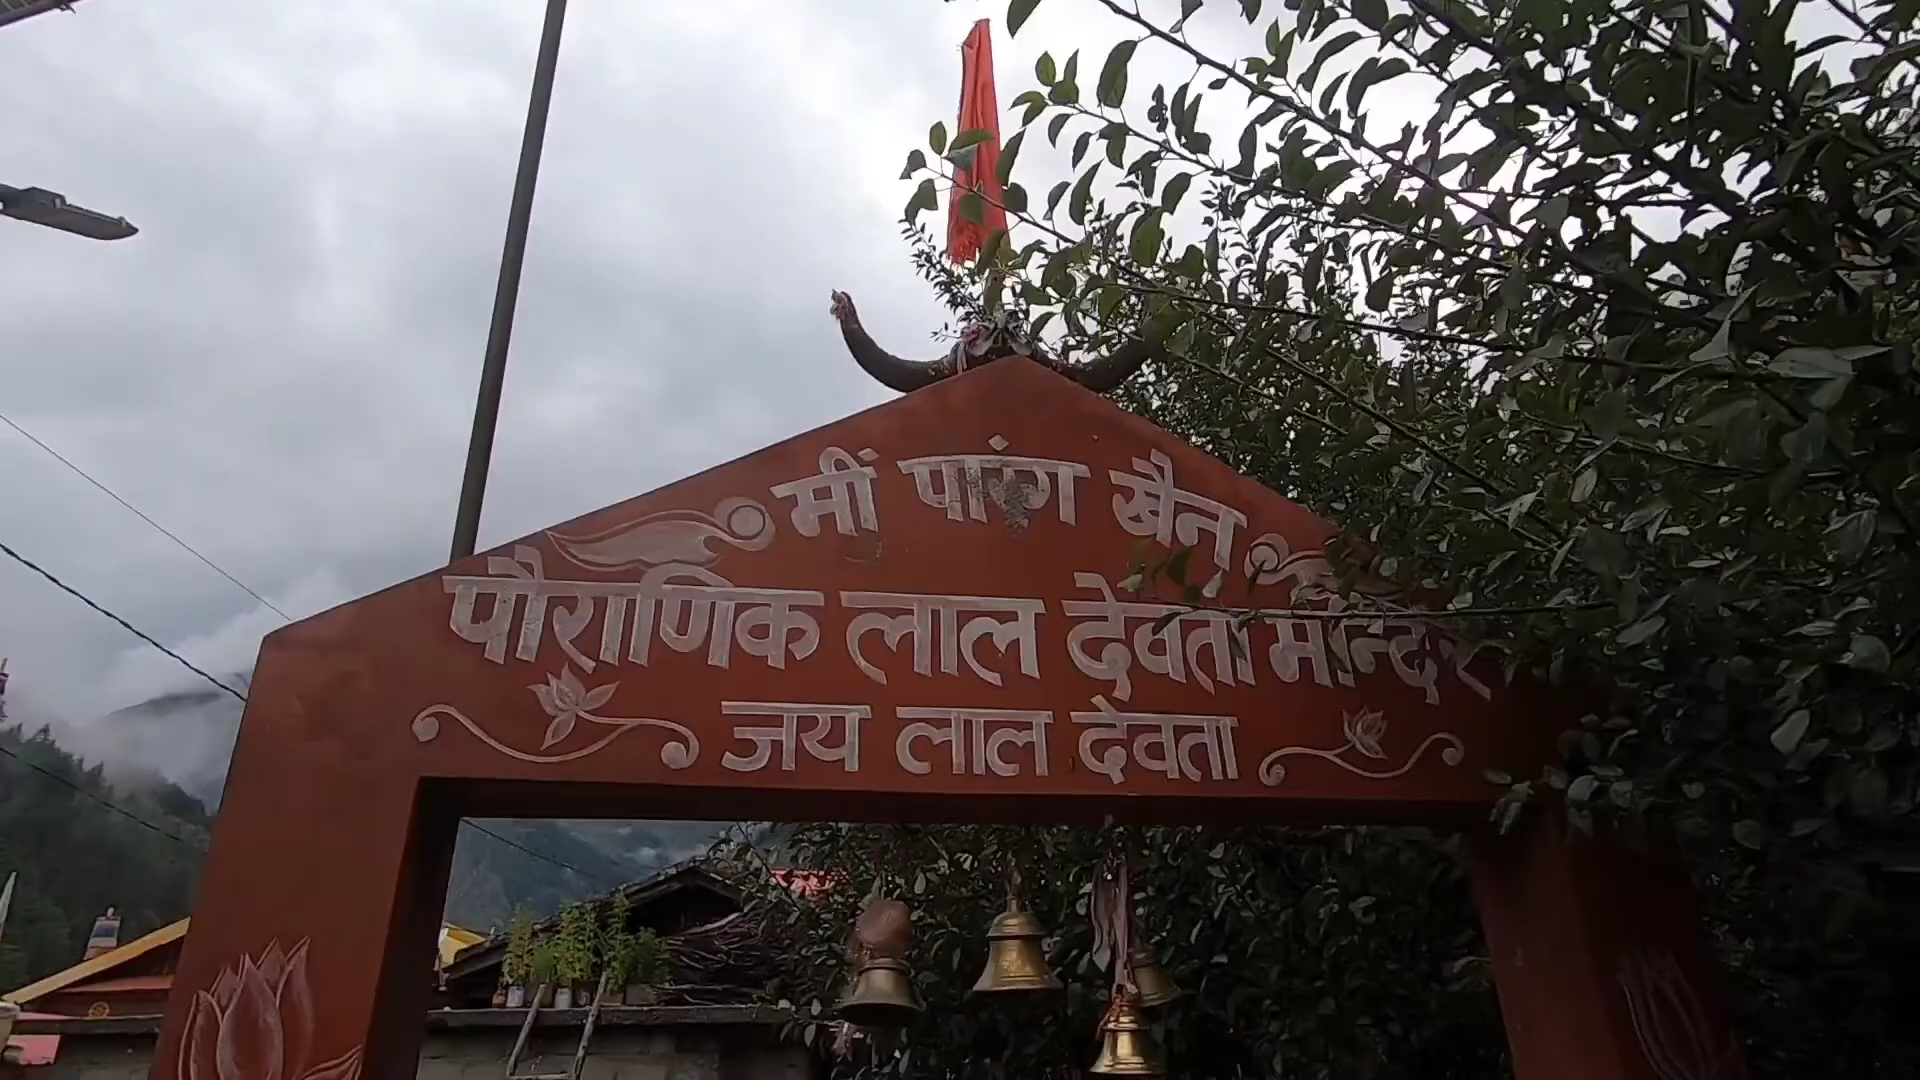 मीं पारंग खैन
पौराणिक लाल देवता मन्दिर
जय लाल देवता